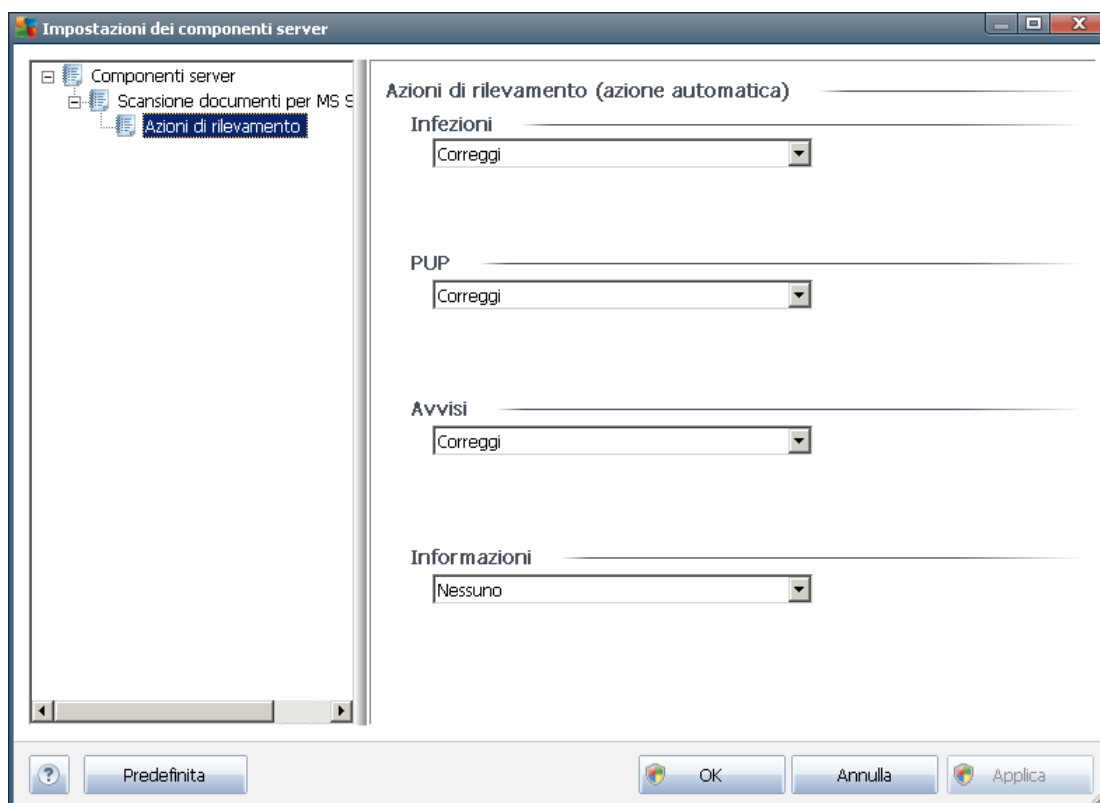 Impostazioni dei componenti server
Componenti server
Scansione documenti per MS S
Azioni di rilevamento
Azioni di rilevamento (azione automatica)
Infezioni
Correggi
PUP
Correggi
Avvisi
Correggi
Informazioni
Nessuno
?
Predefinita
OK
Annulla
Applica